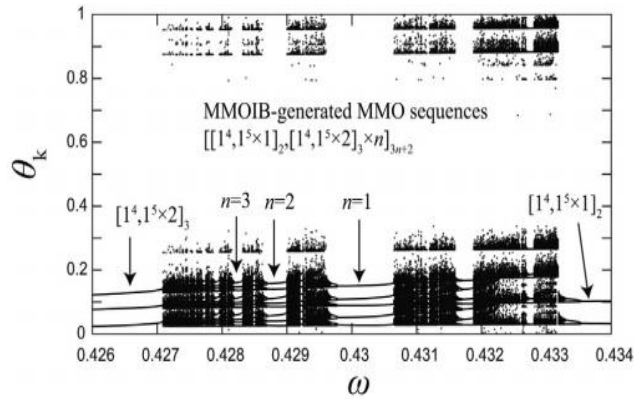 1
0.8
0.6
0.4
0.2
0
θk
MMOIB-generated MMO sequences
[[1⁴,1⁵×1]₂,[1⁴,1⁵×2]₃×n]₃ₙ₊₂
[1⁴,1⁵×2]₃
n=3
n=2
n=1
[1⁴,1⁵×1]₂
0.426 0.427 0.428 0.429 0.43 0.431 0.432 0.433 0.434
ω